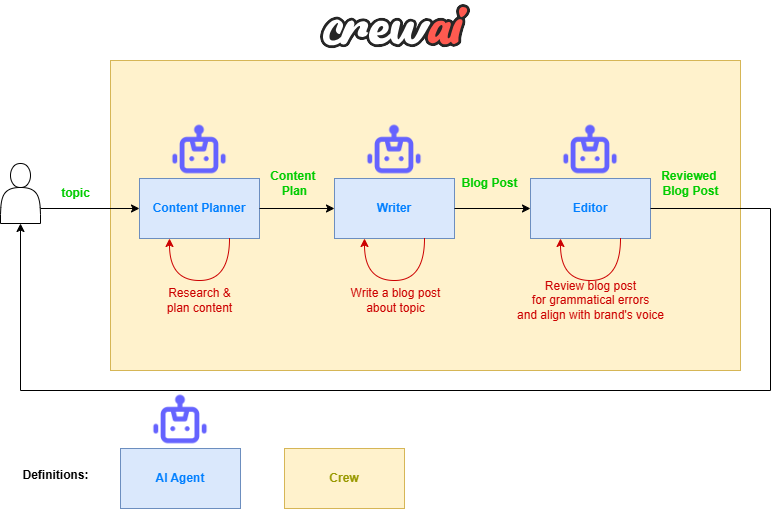 crewai
topic
Content Planner
Content
Plan
Writer
Blog Post
Editor
Reviewed
Blog Post
Research &
plan content
Write a blog post
about topic
Review blog post
for grammatical errors
and align with brand's voice
Definitions:
AI Agent
Crew